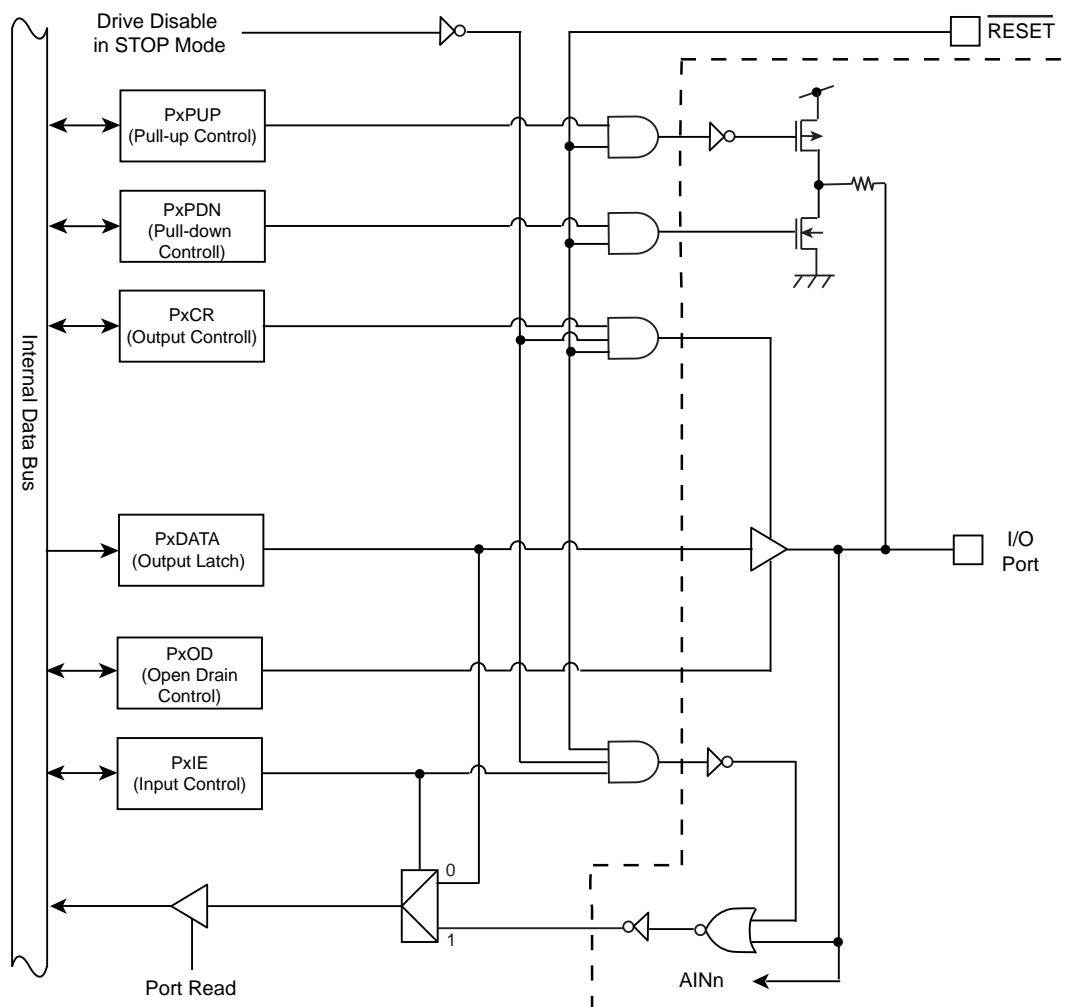 Drive Disable
in STOP Mode
RESET
PxPUP
(Pull-up Control)
PxPDN
(Pull-down
Controll)
PxCR
(Output Controll)
Internal Data Bus
PxDATA
(Output Latch)
I/O
Port
PxOD
(Open Drain
Control)
PxIE
(Input Control)
0
1
AINn
Port Read